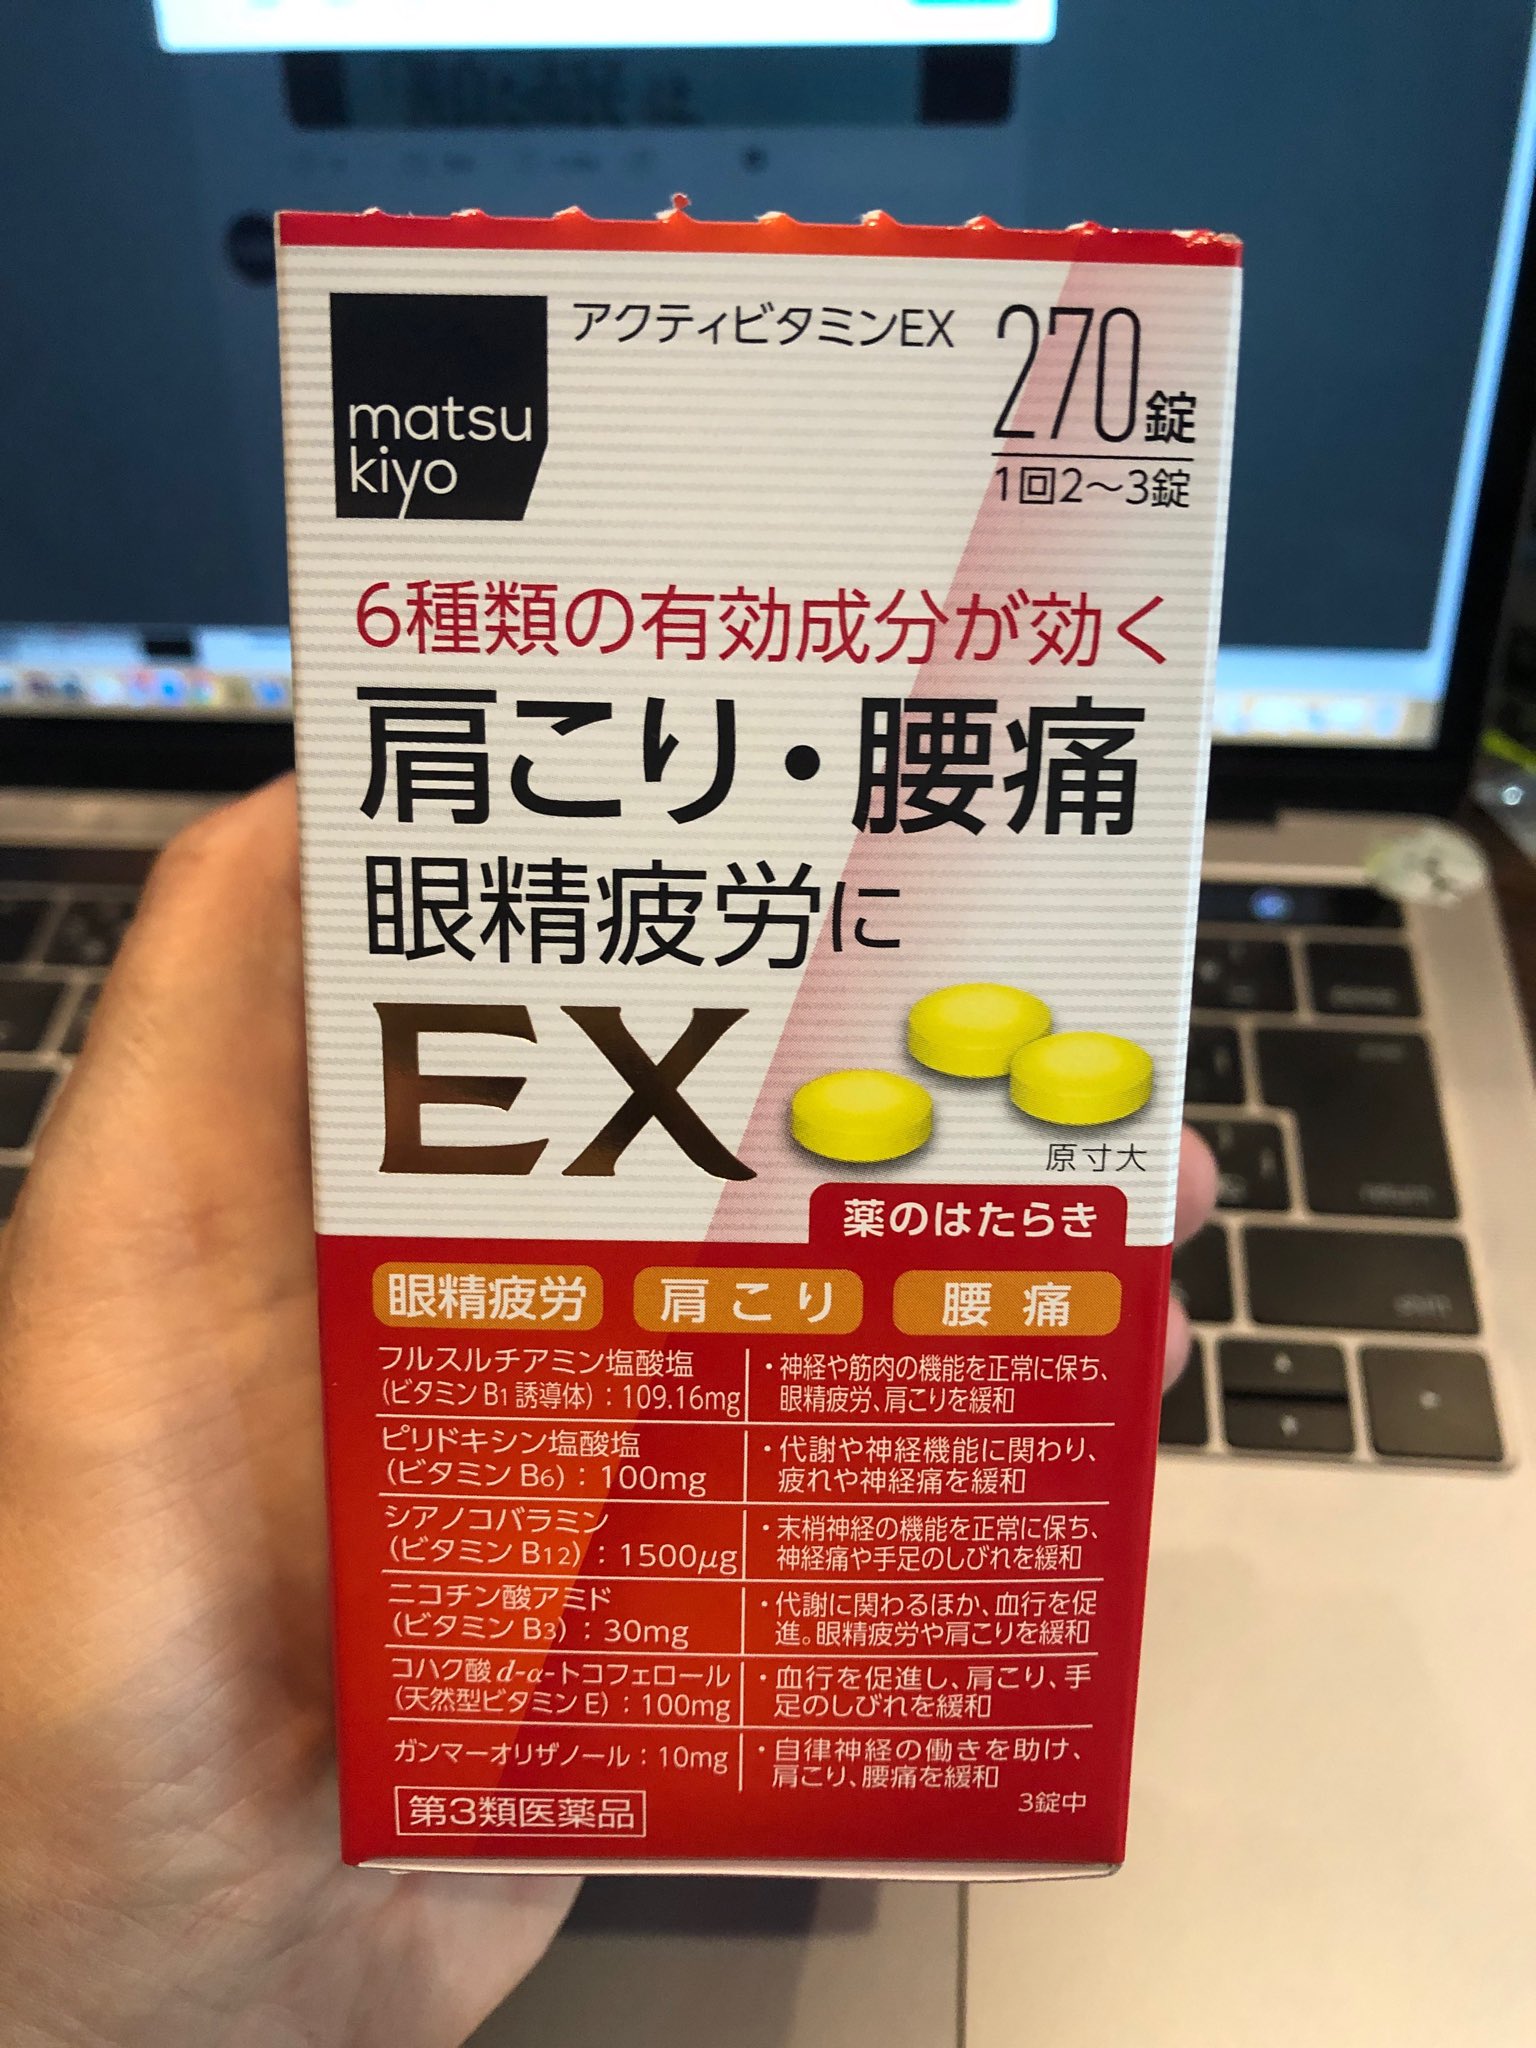 matsu
kiyo
アクティビタミンEX
270錠
1回2〜3錠
6種類の有効成分が効く
肩こり・腰痛
眼精疲労に
EX
原寸大
薬のはたらき
眼精疲労 肩こり 腰痛
フルスルチアミン塩酸塩
(ビタミンB1誘導体):109.16mg
・神経や筋肉の機能を正常に保ち、
眼精疲労、肩こりを緩和
ピリドキシン塩酸塩
(ビタミンB6):100mg
・代謝や神経機能に関わり、
疲れや神経痛を緩和
シアノコバラミン
(ビタミンB12):1500μg
・末梢神経の機能を正常に保ち、
神経痛や手足のしびれを緩和
ニコチン酸アミド
(ビタミンB3):30mg
・代謝に関わるほか、血行を促
進。眼精疲労や肩こりを緩和
コハク酸d-α-トコフェロール
(天然型ビタミンE):100mg
・血行を促進し、肩こり、手
足のしびれを緩和
ガンマーオリザノール:10mg
・自律神経の働きを助け、
肩こり、腰痛を緩和
3錠中
第3類医薬品